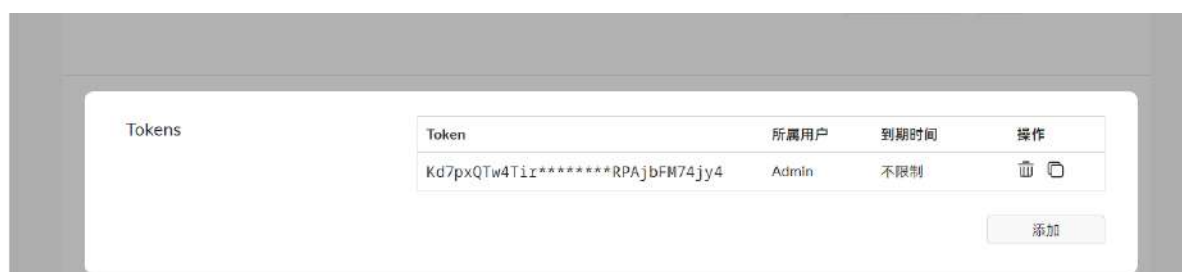 Tokens
Token 所属用户 到期时间 操作
Kd7pxQTw4Tir********RPAjbFM74jy4 Admin 不限制
添加